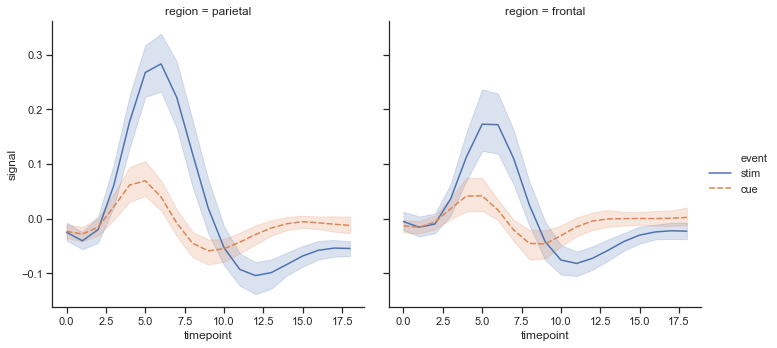 region = parietal
region = frontal
signal
0.3
0.2
0.1
0.0
−0.1
0.0 2.5 5.0 7.5 10.0 12.5 15.0 17.5
timepoint
0.0 2.5 5.0 7.5 10.0 12.5 15.0 17.5
timepoint
event
stim
cue